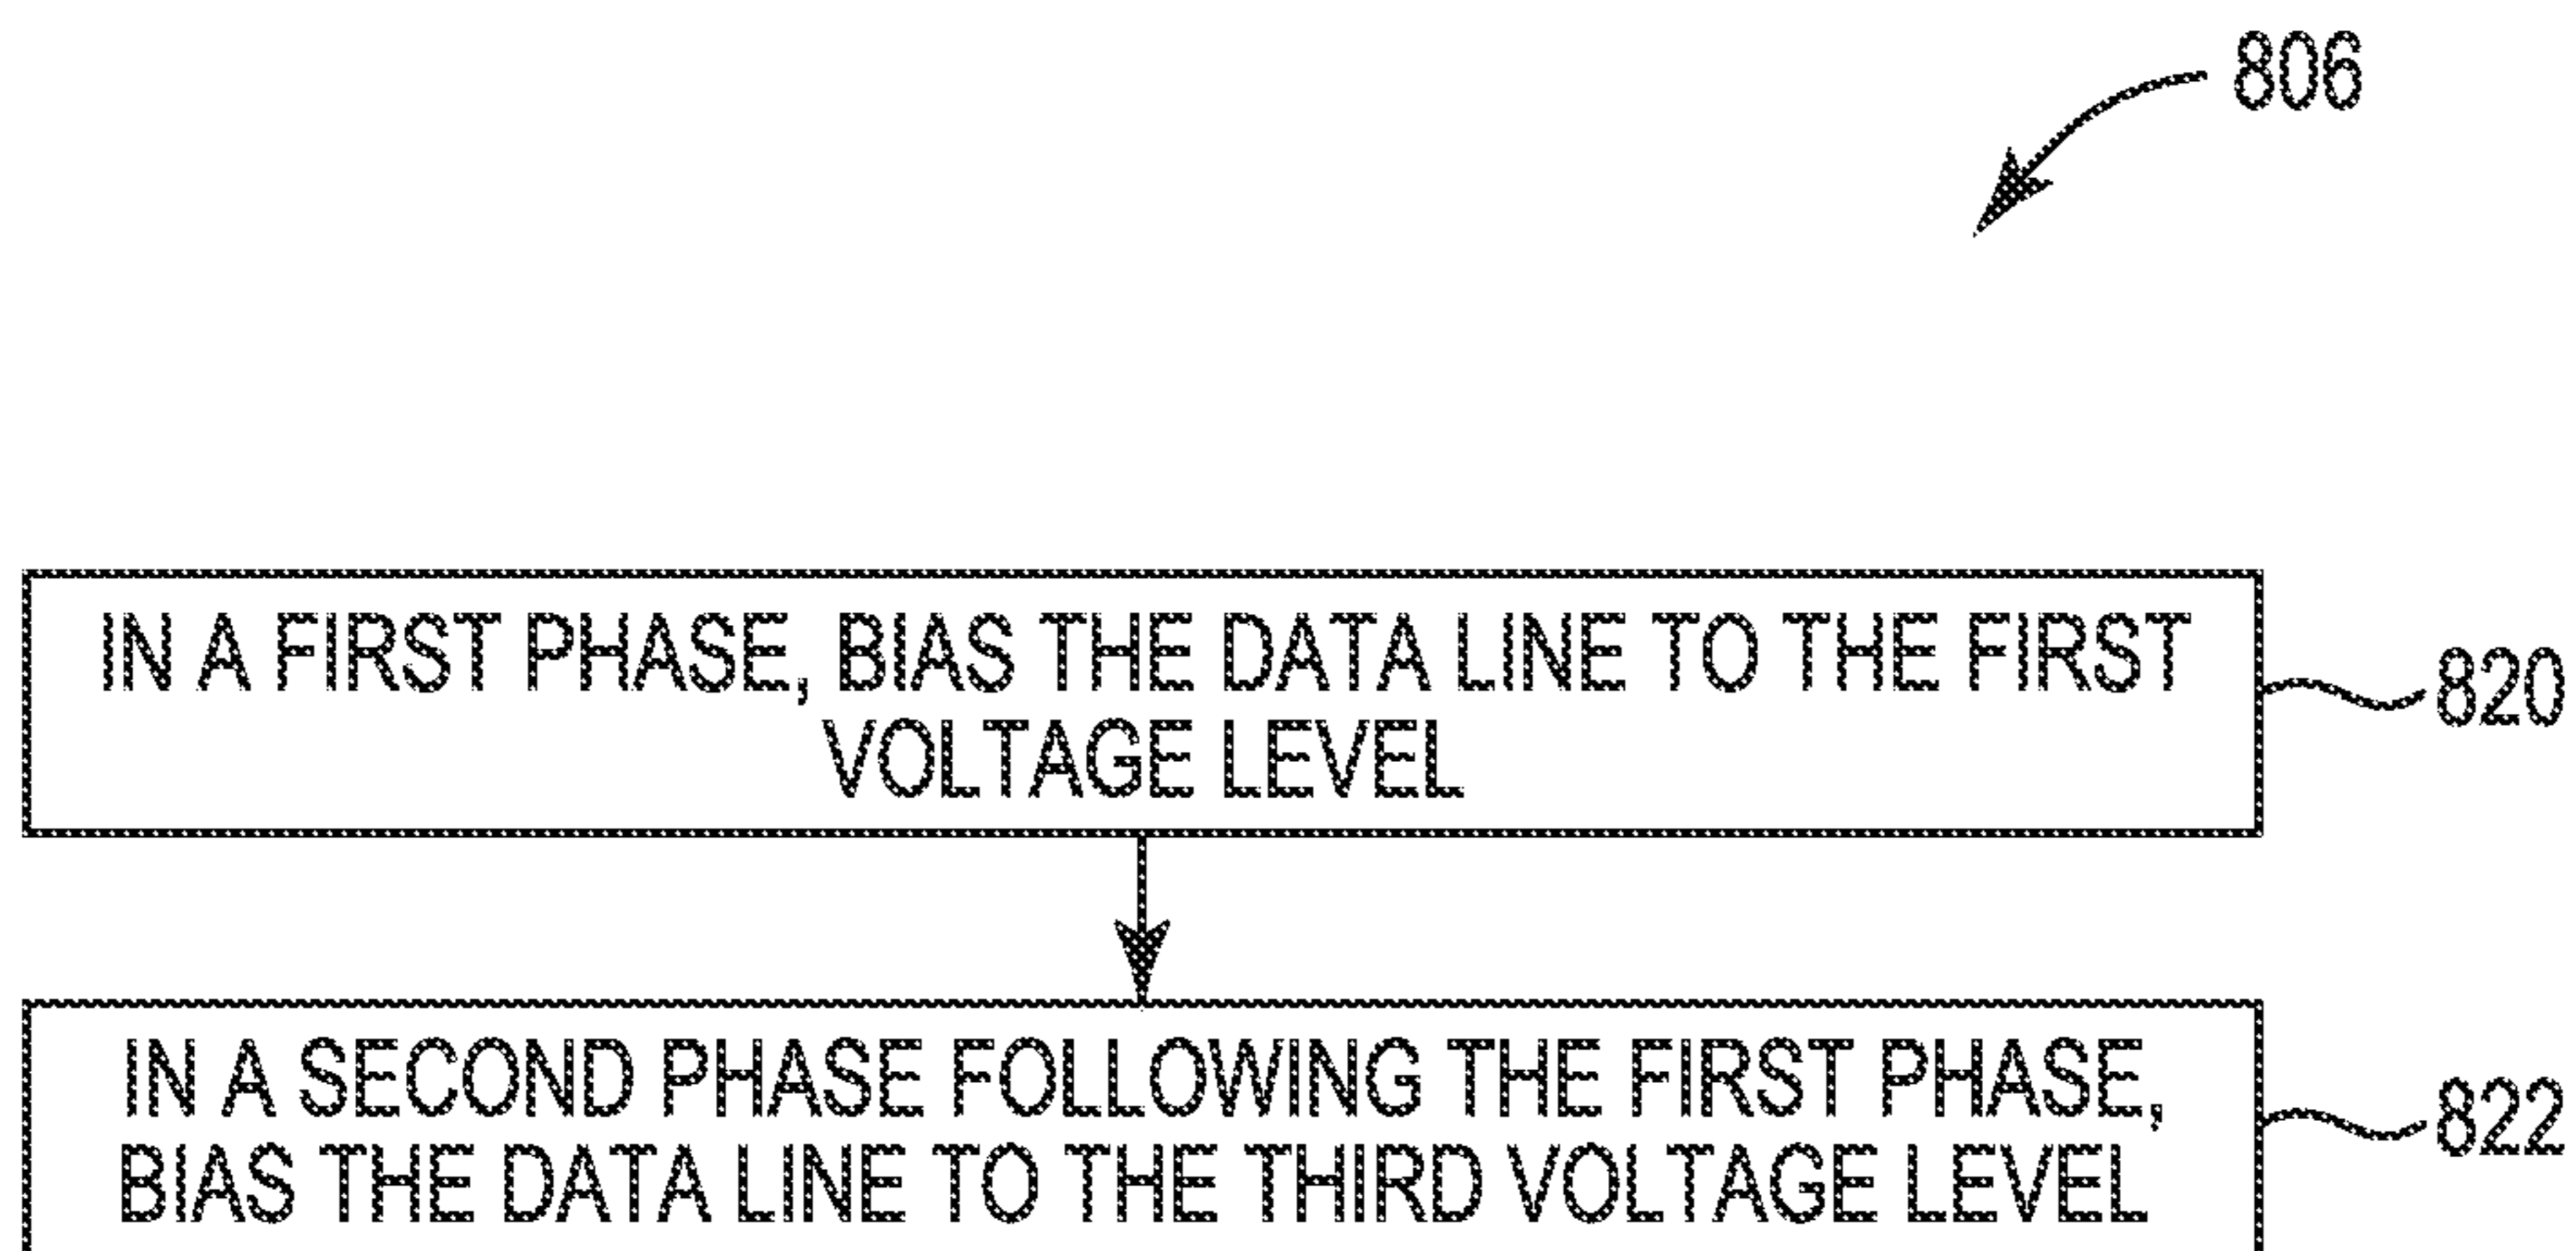 806
IN A FIRST PHASE, BIAS THE DATA LINE TO THE FIRST
VOLTAGE LEVEL
820
IN A SECOND PHASE FOLLOWING THE FIRST PHASE,
BIAS THE DATA LINE TO THE THIRD VOLTAGE LEVEL
822